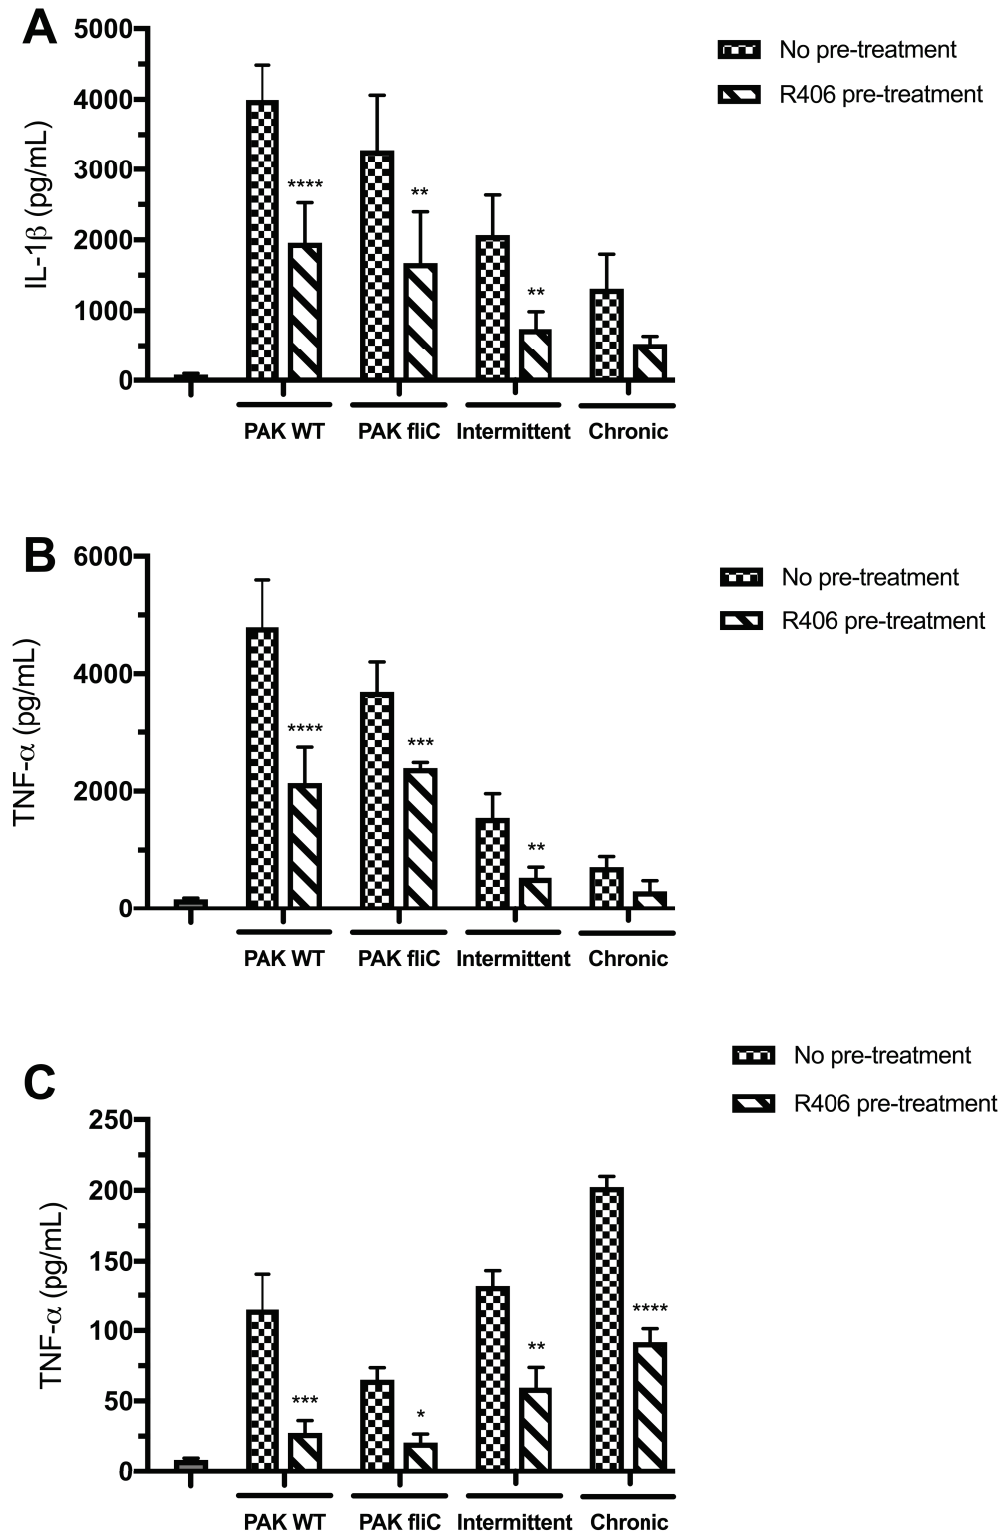 A
5000
4000
3000
2000
1000
0
IL-1β (pg/mL)
No pre-treatment
R406 pre-treatment
****
**
**
PAK WT PAK fliC Intermittent Chronic
B
6000
4000
2000
0
TNF-α (pg/mL)
No pre-treatment
R406 pre-treatment
****
***
**
PAK WT PAK fliC Intermittent Chronic
C
250
200
150
100
50
0
TNF-α (pg/mL)
No pre-treatment
R406 pre-treatment
***
*
**
****
PAK WT PAK fliC Intermittent Chronic